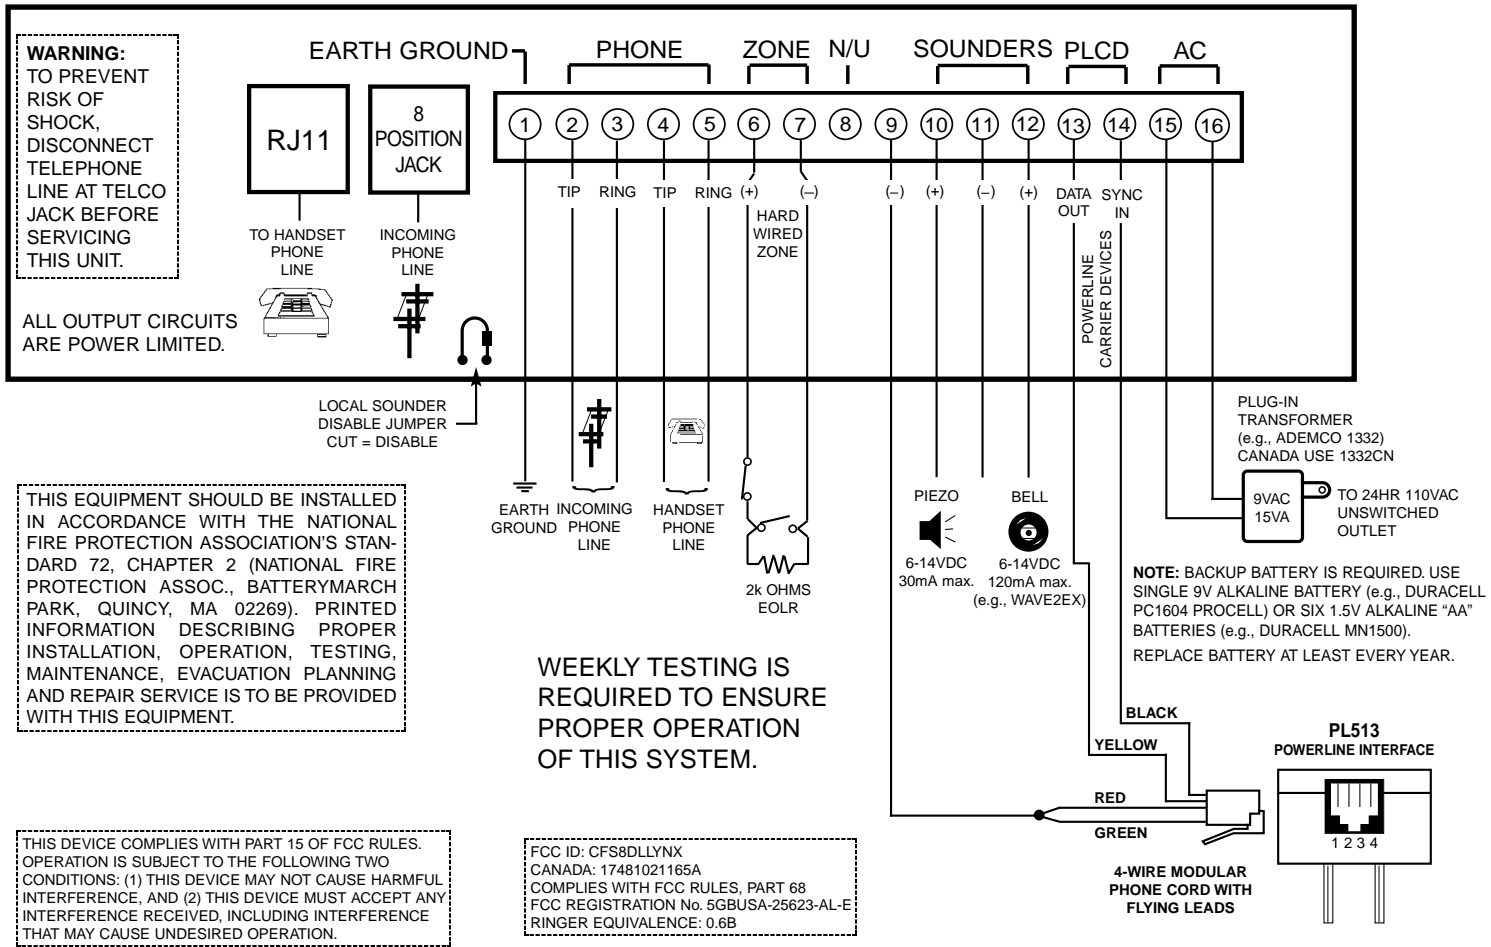 WARNING:
TO PREVENT
RISK OF
SHOCK,
DISCONNECT
TELEPHONE
LINE AT TELCO
JACK BEFORE
SERVICING
THIS UNIT.
ALL OUTPUT CIRCUITS
ARE POWER LIMITED.
RJ11
TO HANDSET
PHONE
LINE
8
POSITION
JACK
INCOMING
PHONE
LINE
EARTH GROUND
PHONE
ZONE
N/U
SOUNDERS
PLCD
AC
1 2 3 4 5 6 7 8 9 10 11 12 13 14 15 16
TIP
RING
TIP
RING
(+)
(–)
HARD
WIRED
ZONE
(–)
(+)
(–)
(+)
DATA
OUT
SYNC
IN
POWERLINE
CARRIER DEVICES
LOCAL SOUNDER
DISABLE JUMPER
CUT = DISABLE
EARTH
GROUND
INCOMING
PHONE
LINE
HANDSET
PHONE
LINE
2k OHMS
EOLR
PIEZO
6-14VDC
30mA max.
BELL
6-14VDC
120mA max.
(e.g., WAVE2EX)
PLUG-IN
TRANSFORMER
(e.g., ADEMCO 1332)
CANADA USE 1332CN
9VAC
15VA
TO 24HR 110VAC
UNSWITCHED
OUTLET
NOTE: BACKUP BATTERY IS REQUIRED. USE
SINGLE 9V ALKALINE BATTERY (e.g., DURACELL
PC1604 PROCELL) OR SIX 1.5V ALKALINE “AA”
BATTERIES (e.g., DURACELL MN1500).
REPLACE BATTERY AT LEAST EVERY YEAR.
THIS EQUIPMENT SHOULD BE INSTALLED
IN ACCORDANCE WITH THE NATIONAL
FIRE PROTECTION ASSOCIATION’S STAN-
DARD 72, CHAPTER 2 (NATIONAL FIRE
PROTECTION ASSOC., BATTERYMARCH
PARK, QUINCY, MA 02269). PRINTED
INFORMATION DESCRIBING PROPER
INSTALLATION, OPERATION, TESTING,
MAINTENANCE, EVACUATION PLANNING
AND REPAIR SERVICE IS TO BE PROVIDED
WITH THIS EQUIPMENT.
WEEKLY TESTING IS
REQUIRED TO ENSURE
PROPER OPERATION
OF THIS SYSTEM.
BLACK
YELLOW
RED
GREEN
PL513
POWERLINE INTERFACE
1 2 3 4
4-WIRE MODULAR
PHONE CORD WITH
FLYING LEADS
THIS DEVICE COMPLIES WITH PART 15 OF FCC RULES.
OPERATION IS SUBJECT TO THE FOLLOWING TWO
CONDITIONS: (1) THIS DEVICE MAY NOT CAUSE HARMFUL
INTERFERENCE, AND (2) THIS DEVICE MUST ACCEPT ANY
INTERFERENCE RECEIVED, INCLUDING INTERFERENCE
THAT MAY CAUSE UNDESIRED OPERATION.
FCC ID: CFS8DLLYNX
CANADA: 17481021165A
COMPLIES WITH FCC RULES, PART 68
FCC REGISTRATION No. 5GBUSA-25623-AL-E
RINGER EQUIVALENCE: 0.6B